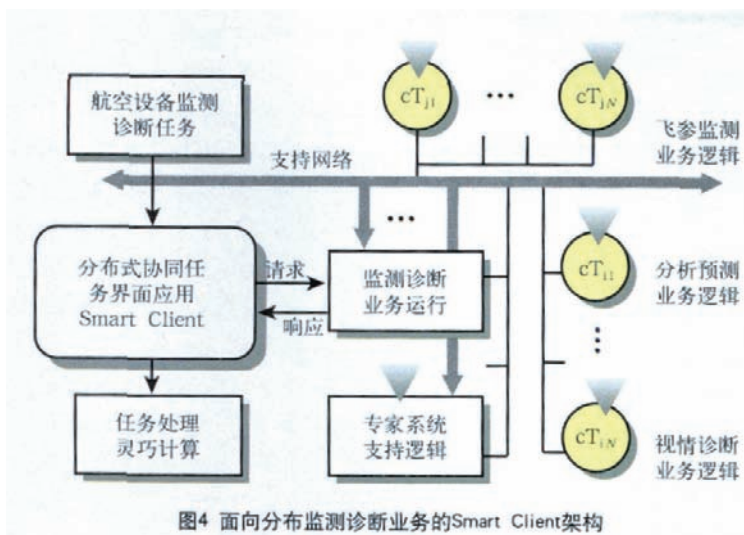 航空设备监测
诊断任务
cTj1
…
cTjN
飞参监测
业务逻辑
支持网络
…
分布式协同任
务界面应用
Smart Client
请求
响应
监测诊断
业务运行
cTi1
分析预测
业务逻辑
任务处理
灵巧计算
专家系统
支持逻辑
cTiN
视情诊断
业务逻辑
图4 面向分布监测诊断业务的Smart Client架构